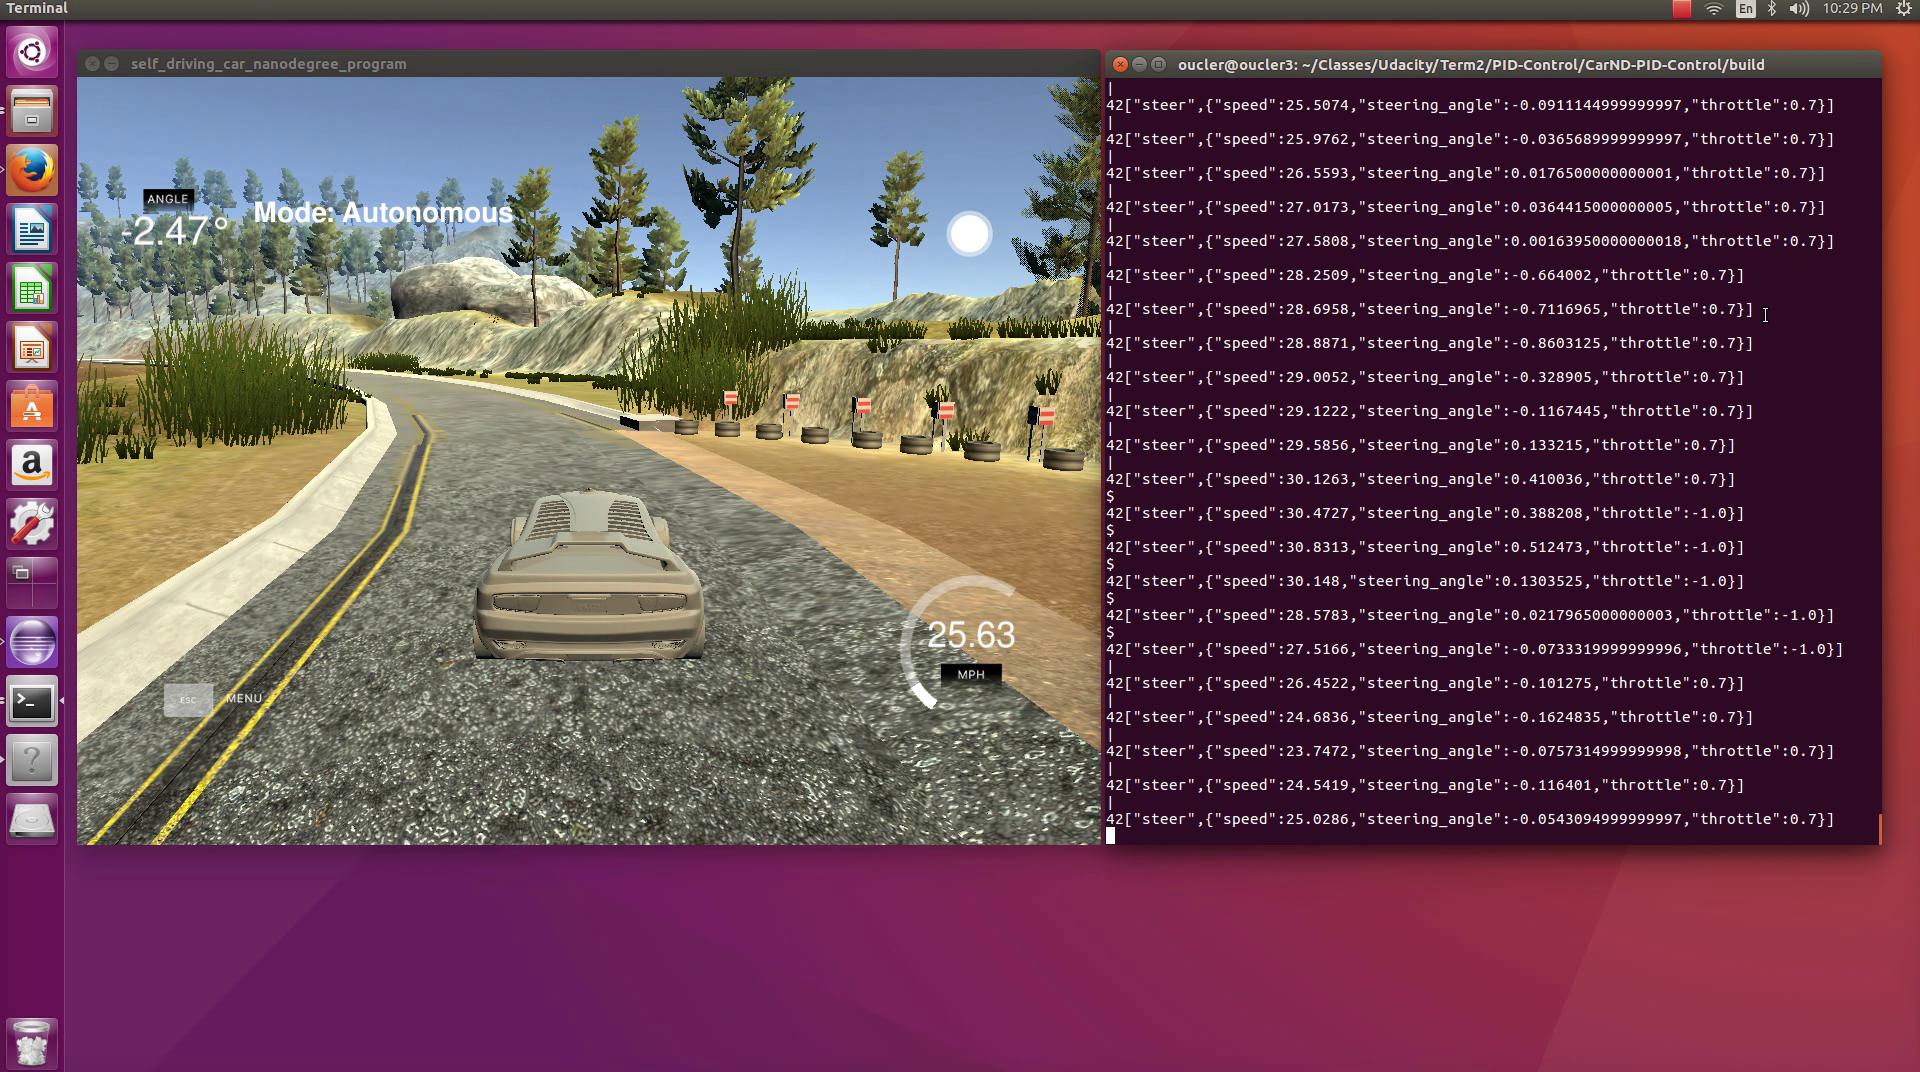 Terminal
En
10:29 PM
self_driving_car_nanodegree_program
ANGLE
-2.47°
Mode: Autonomous
25.63
MPH
ESC
MENU
a
>_
?
oucler@oucler3: ~/Classes/Udacity/Term2/PID-Control/CarND-PID-Control/build
|
42["steer",{"speed":25.5074,"steering_angle":-0.0911144999999997,"throttle":0.7}]
|
42["steer",{"speed":25.9762,"steering_angle":-0.0365689999999997,"throttle":0.7}]
|
42["steer",{"speed":26.5593,"steering_angle":0.0176500000000001,"throttle":0.7}]
|
42["steer",{"speed":27.0173,"steering_angle":0.0364415000000005,"throttle":0.7}]
|
42["steer",{"speed":27.5808,"steering_angle":0.00163950000000018,"throttle":0.7}]
|
42["steer",{"speed":28.2509,"steering_angle":-0.664002,"throttle":0.7}]
|
42["steer",{"speed":28.6958,"steering_angle":-0.7116965,"throttle":0.7}]
|
42["steer",{"speed":28.8871,"steering_angle":-0.8603125,"throttle":0.7}]
|
42["steer",{"speed":29.0052,"steering_angle":-0.328905,"throttle":0.7}]
|
42["steer",{"speed":29.1222,"steering_angle":-0.1167445,"throttle":0.7}]
|
42["steer",{"speed":29.5856,"steering_angle":0.133215,"throttle":0.7}]
|
42["steer",{"speed":30.1263,"steering_angle":0.410036,"throttle":0.7}]
$
42["steer",{"speed":30.4727,"steering_angle":0.388208,"throttle":-1.0}]
$
42["steer",{"speed":30.8313,"steering_angle":0.512473,"throttle":-1.0}]
$
42["steer",{"speed":30.148,"steering_angle":0.1303525,"throttle":-1.0}]
$
42["steer",{"speed":28.5783,"steering_angle":0.0217965000000003,"throttle":-1.0}]
$
42["steer",{"speed":27.5166,"steering_angle":-0.0733319999999996,"throttle":-1.0}]
|
42["steer",{"speed":26.4522,"steering_angle":-0.101275,"throttle":0.7}]
|
42["steer",{"speed":24.6836,"steering_angle":-0.1624835,"throttle":0.7}]
|
42["steer",{"speed":23.7472,"steering_angle":-0.0757314999999998,"throttle":0.7}]
|
42["steer",{"speed":24.5419,"steering_angle":-0.116401,"throttle":0.7}]
|
42["steer",{"speed":25.0286,"steering_angle":-0.0543094999999997,"throttle":0.7}]